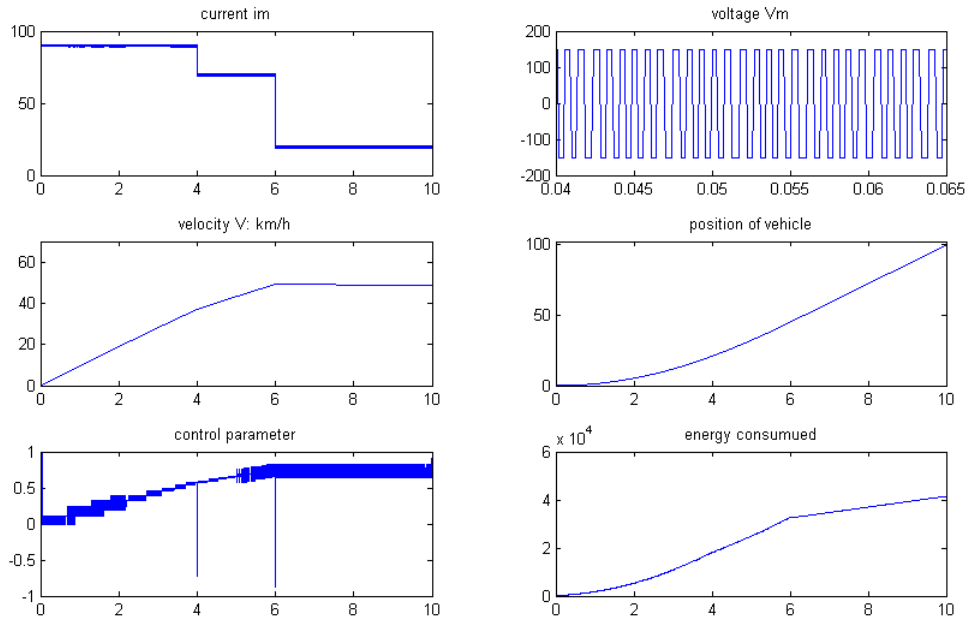 current im
100
50
0
0 2 4 6 8 10
voltage Vm
200
100
0
-100
-200
0.04 0.045 0.05 0.055 0.06 0.065
velocity V: km/h
60
40
20
0
0 2 4 6 8 10
position of vehicle
100
50
0
0 2 4 6 8 10
control parameter
1
0.5
0
-0.5
-1
0 2 4 6 8 10
energy consumued
x 10^4
6
4
2
0
0 2 4 6 8 10